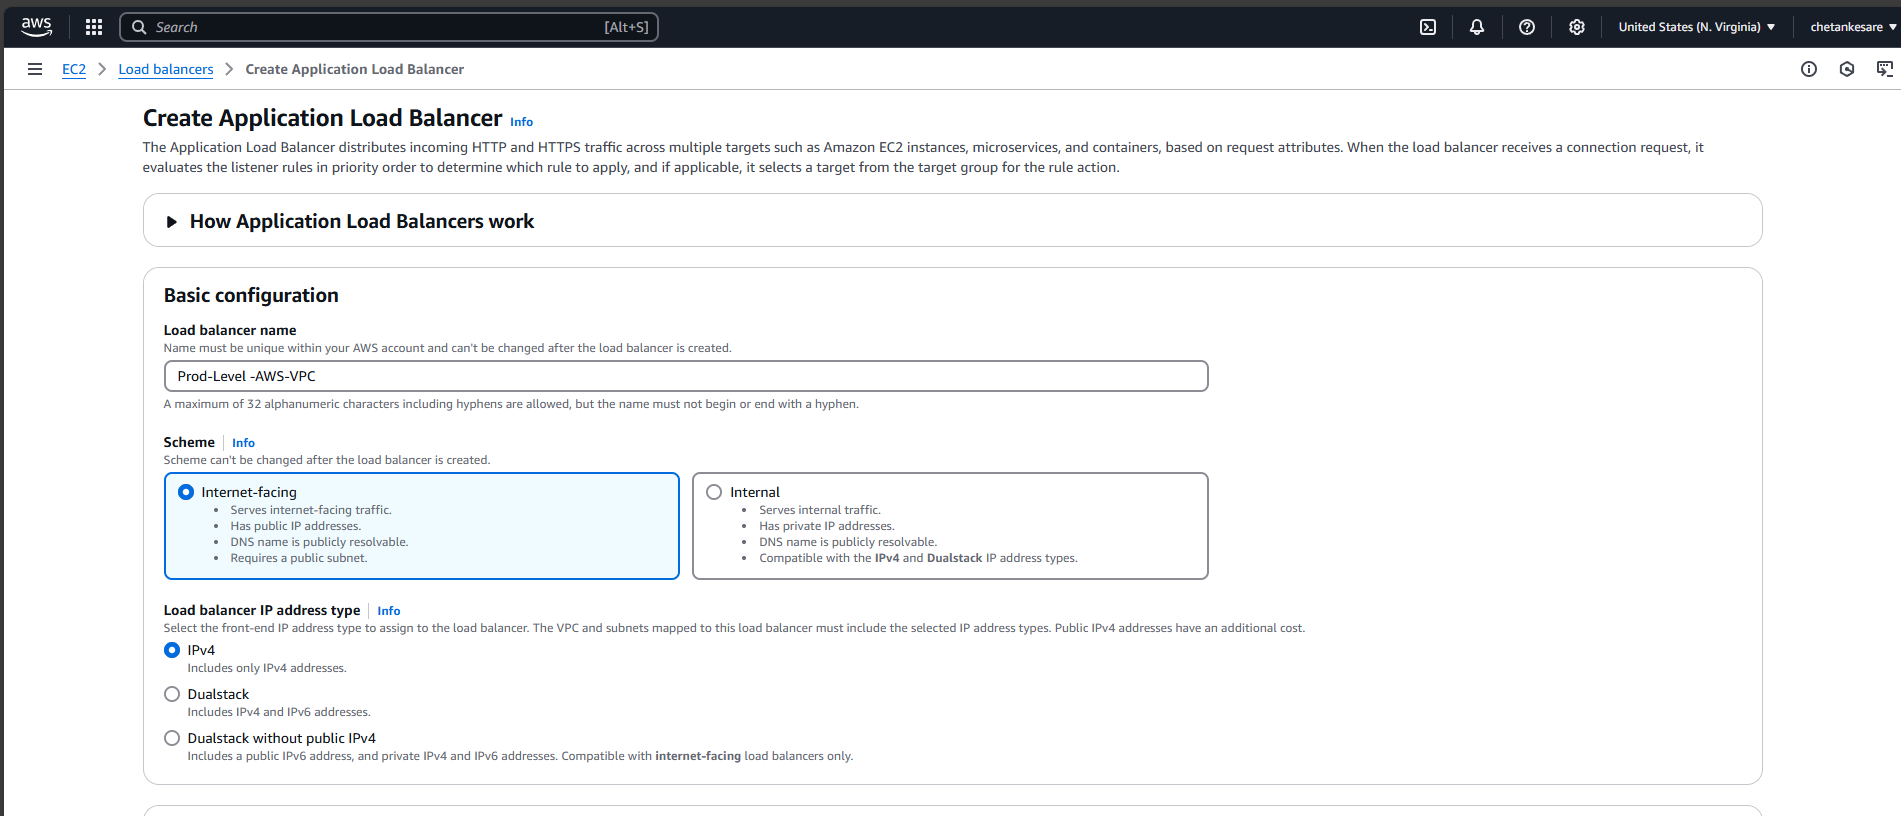 aws
Search [Alt+S]
United States (N. Virginia)
chetankesare
EC2
Load balancers
Create Application Load Balancer
Create Application Load Balancer Info
The Application Load Balancer distributes incoming HTTP and HTTPS traffic across multiple targets such as Amazon EC2 instances, microservices, and containers, based on request attributes. When the load balancer receives a connection request, it
evaluates the listener rules in priority order to determine which rule to apply, and if applicable, it selects a target from the target group for the rule action.
How Application Load Balancers work
Basic configuration
Load balancer name
Name must be unique within your AWS account and can't be changed after the load balancer is created.
Prod-Level -AWS-VPC
A maximum of 32 alphanumeric characters including hyphens are allowed, but the name must not begin or end with a hyphen.
Scheme Info
Scheme can't be changed after the load balancer is created.
Internet-facing
• Serves internet-facing traffic.
• Has public IP addresses.
• DNS name is publicly resolvable.
• Requires a public subnet.
Internal
• Serves internal traffic.
• Has private IP addresses.
• DNS name is publicly resolvable.
• Compatible with the IPv4 and Dualstack IP address types.
Load balancer IP address type Info
Select the front-end IP address type to assign to the load balancer. The VPC and subnets mapped to this load balancer must include the selected IP address types. Public IPv4 addresses have an additional cost.
IPv4
Includes only IPv4 addresses.
Dualstack
Includes IPv4 and IPv6 addresses.
Dualstack without public IPv4
Includes a public IPv6 address, and private IPv4 and IPv6 addresses. Compatible with internet-facing load balancers only.